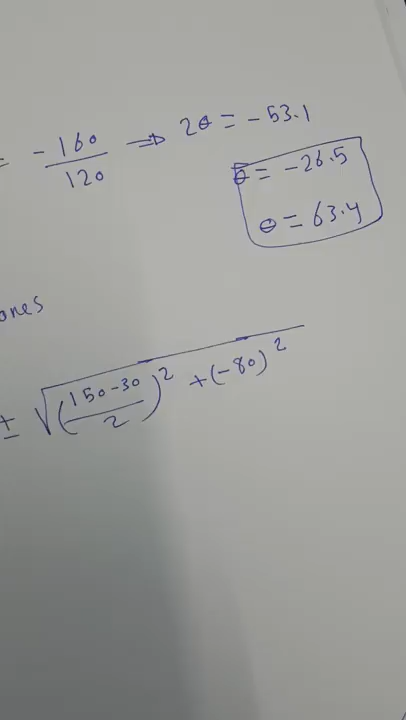 = -160/120 => 2θ = -53.1
θ = -26.5
θ = 63.4
ones
± √((150-30)/2)² + (-80)²